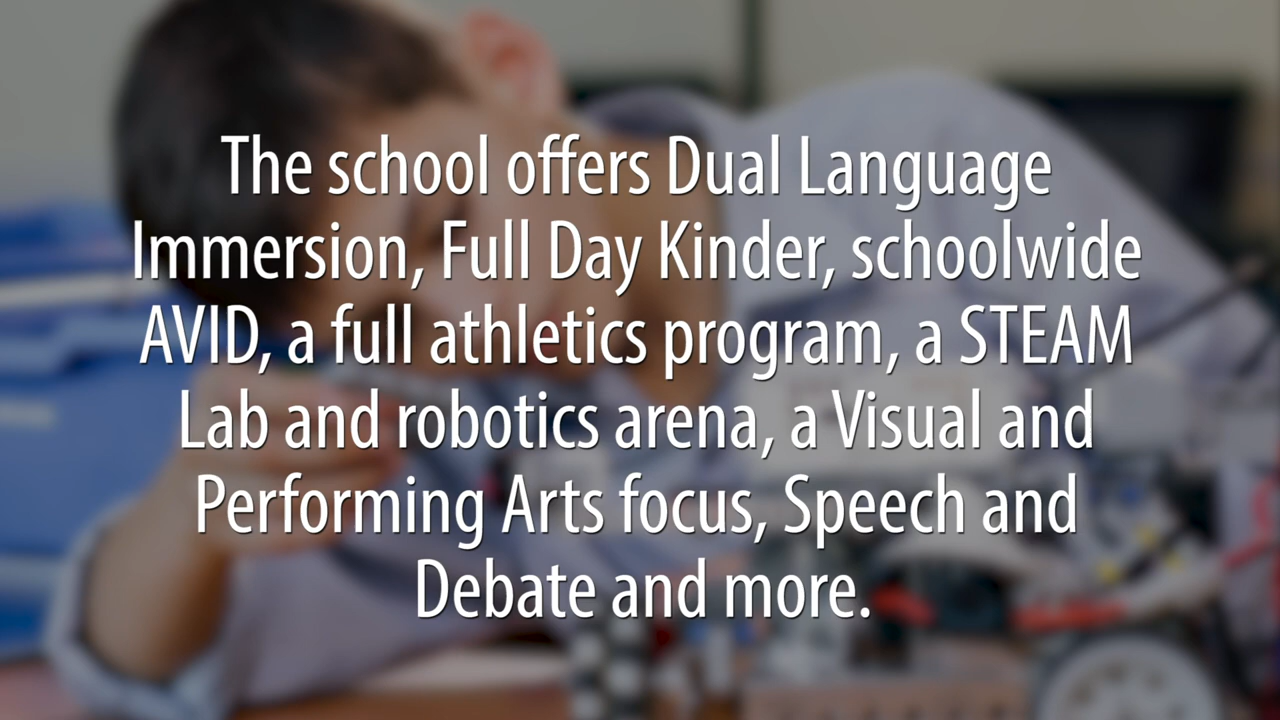 The school offers Dual Language
Immersion, Full Day Kinder, schoolwide
AVID, a full athletics program, a STEAM
Lab and robotics arena, a Visual and
Performing Arts focus, Speech and
Debate and more.